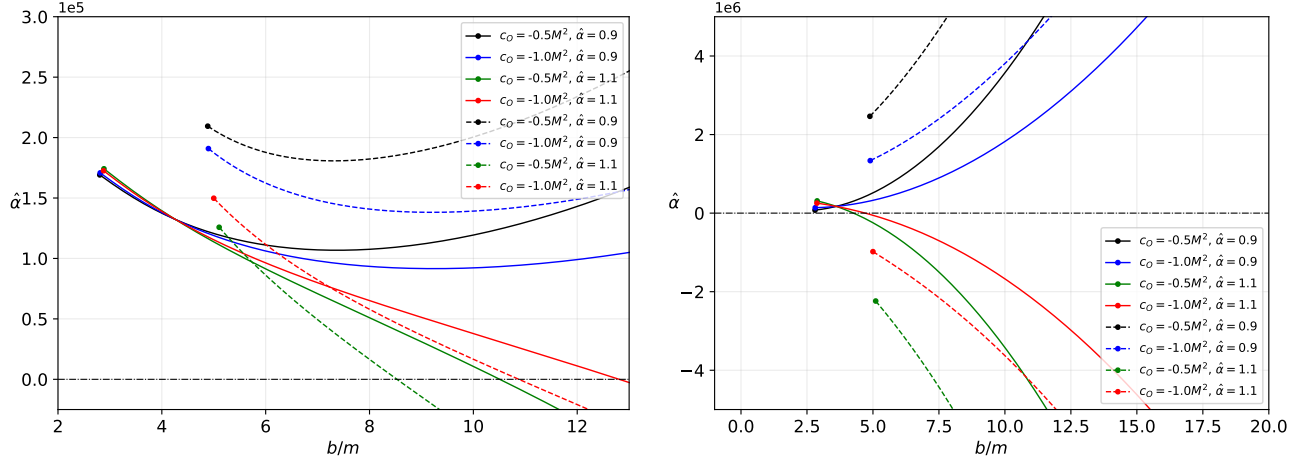 1e5
3.0
2.5
2.0
1.5
1.0
0.5
0.0
α̂
2
4
6
8
10
12
b/m
c_O = -0.5M², α̂ = 0.9
c_O = -1.0M², α̂ = 0.9
c_O = -0.5M², α̂ = 1.1
c_O = -1.0M², α̂ = 1.1
c_O = -0.5M², α̂ = 0.9
c_O = -1.0M², α̂ = 0.9
c_O = -0.5M², α̂ = 1.1
c_O = -1.0M², α̂ = 1.1
1e6
4
2
0
−2
−4
α̂
0.0
2.5
5.0
7.5
10.0
12.5
15.0
17.5
20.0
b/m
c_O = -0.5M², α̂ = 0.9
c_O = -1.0M², α̂ = 0.9
c_O = -0.5M², α̂ = 1.1
c_O = -1.0M², α̂ = 1.1
c_O = -0.5M², α̂ = 0.9
c_O = -1.0M², α̂ = 0.9
c_O = -0.5M², α̂ = 1.1
c_O = -1.0M², α̂ = 1.1